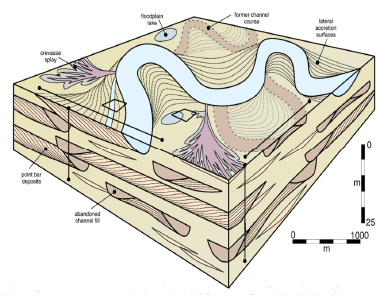 floodplain
lake
former channel
course
lateral
accretion
surfaces
crevasse
splay
point bar
deposits
abandoned
channel fill
0
m
25
0 1000
m